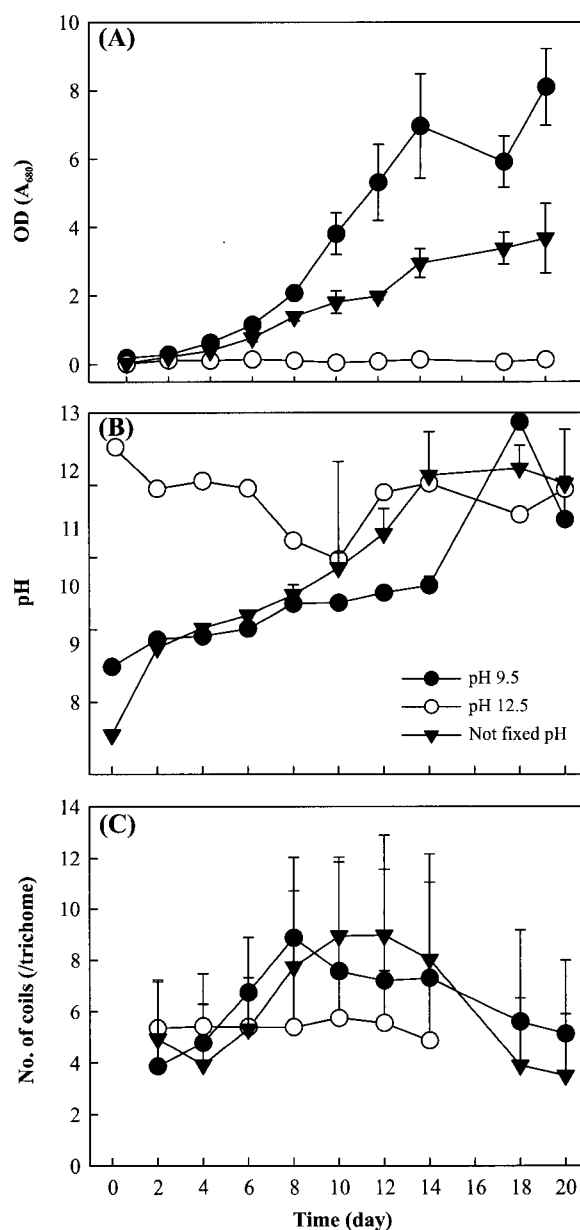 (A)
10
8
6
4
2
0
OD (A₆₈₀)
(B)
13
12
11
10
9
8
pH
pH 9.5
pH 12.5
Not fixed pH
(C)
14
12
10
8
6
4
2
0
No. of coils (/trichome)
0 2 4 6 8 10 12 14 18 20
Time (day)